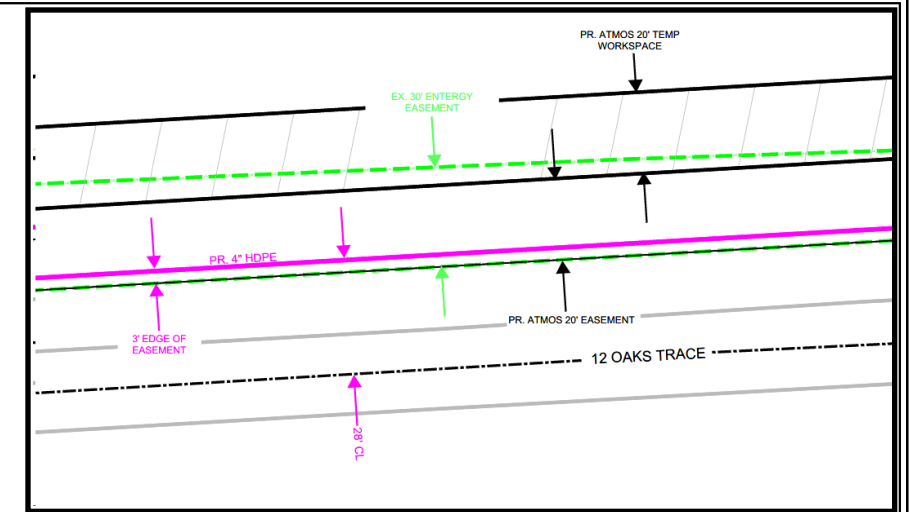 PR. ATMOS 20' TEMP
WORKSPACE
EX. 30' ENTERGY
EASEMENT
PR. 4" HDPE
PR. ATMOS 20' EASEMENT
3' EDGE OF
EASEMENT
12 OAKS TRACE
28' CL